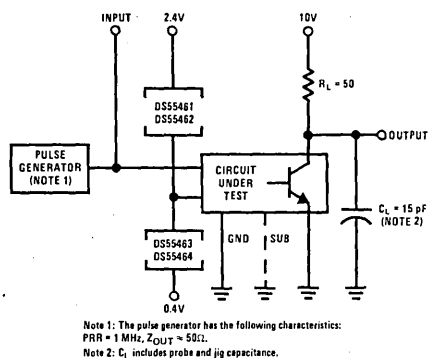 INPUT 2.4V 10V
DS55461
DS55462
R_L = 50
OUTPUT
PULSE
GENERATOR
(NOTE 1)
CIRCUIT
UNDER
TEST
C_L = 15 pF
(NOTE 2)
DS55463
DS55464
GND SUB
0.4V
Note 1: The pulse generator has the following characteristics:
PRR = 1 MHz, Z_OUT ≈ 50Ω.
Note 2: C_L includes probe and jig capacitance.